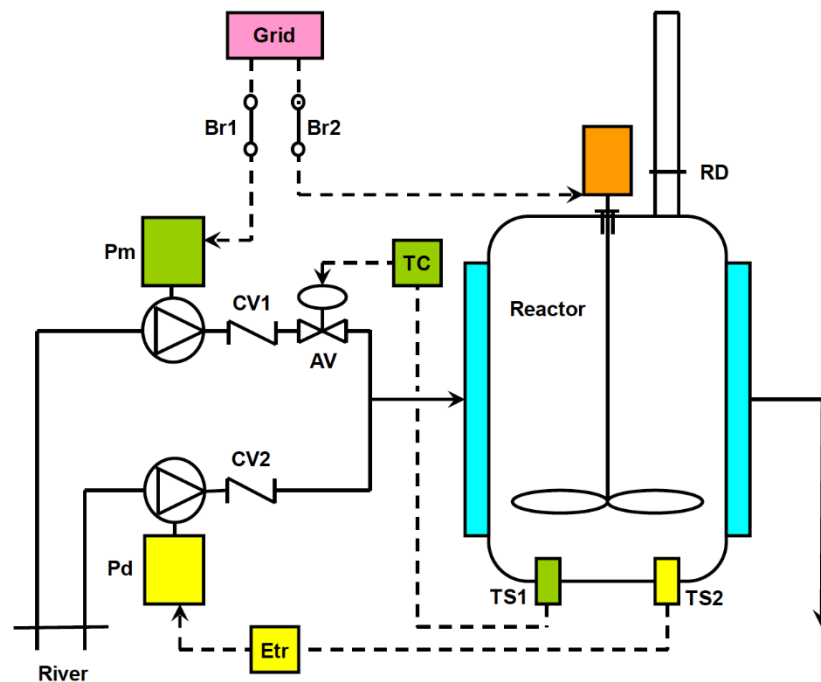 Grid
Br1
Br2
RD
Pm
TC
CV1
Reactor
AV
CV2
Pd
TS1
TS2
Etr
River